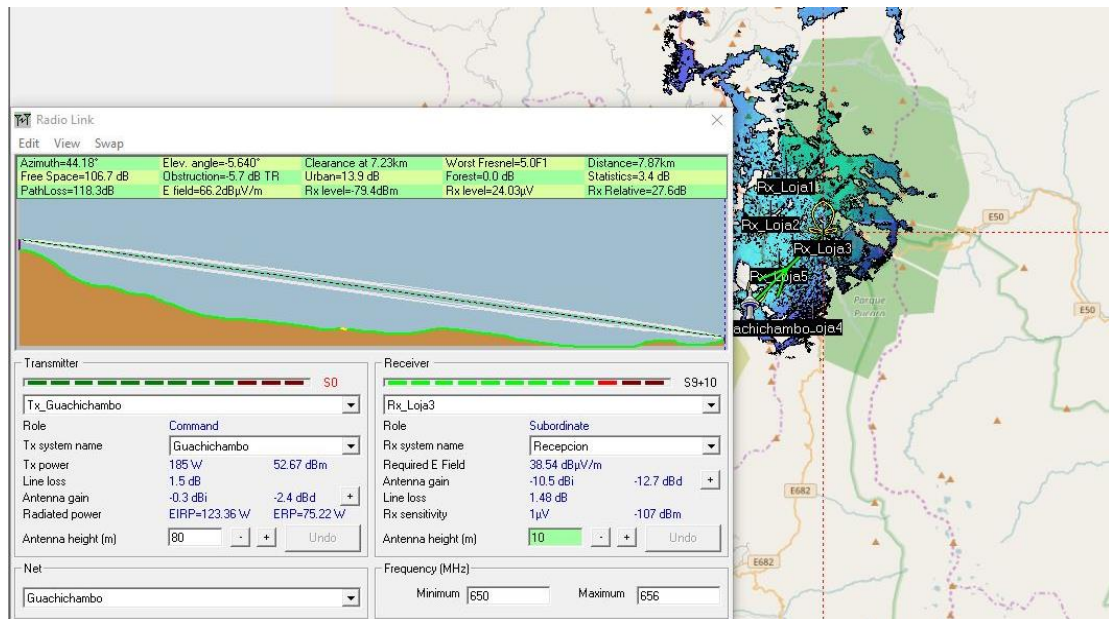 Radio Link
Edit View Swap
Azimuth=44.18° Elev. angle=-5.640° Clearance at 7.23km Worst Fresnel=5.0F1 Distance=7.87km
Free Space=106.7 dB Obstruction=-5.7 dB TR Urban=13.9 dB Forest=0.0 dB Statistics=3.4 dB
PathLoss=118.3dB E field=66.2dBµV/m Rx level=-79.4dBm Rx level=24.03µV Rx Relative=27.6dB
Transmitter
S0
Tx_Guachichambo
Role Command
Tx system name Guachichambo
Tx power 185 W 52.67 dBm
Line loss 1.5 dB
Antenna gain -0.3 dBi -2.4 dBd +
Radiated power EIRP=123.36 W ERP=75.22 W
Antenna height (m) 80 - + Undo
Net
Guachichambo
Receiver
S9+10
Rx_Loja3
Role Subordinate
Rx system name Recepcion
Required E Field 38.54 dBµV/m
Antenna gain -10.5 dBi -12.7 dBd +
Line loss 1.48 dB
Rx sensitivity 1µV -107 dBm
Antenna height (m) 10 - + Undo
Frequency (MHz)
Minimum 650 Maximum 656
Rx_Loja1
Rx_Loja2
Rx_Loja3
Rx_Loja5
achichambo_oja4
E50
Parque
E50
E682
E682